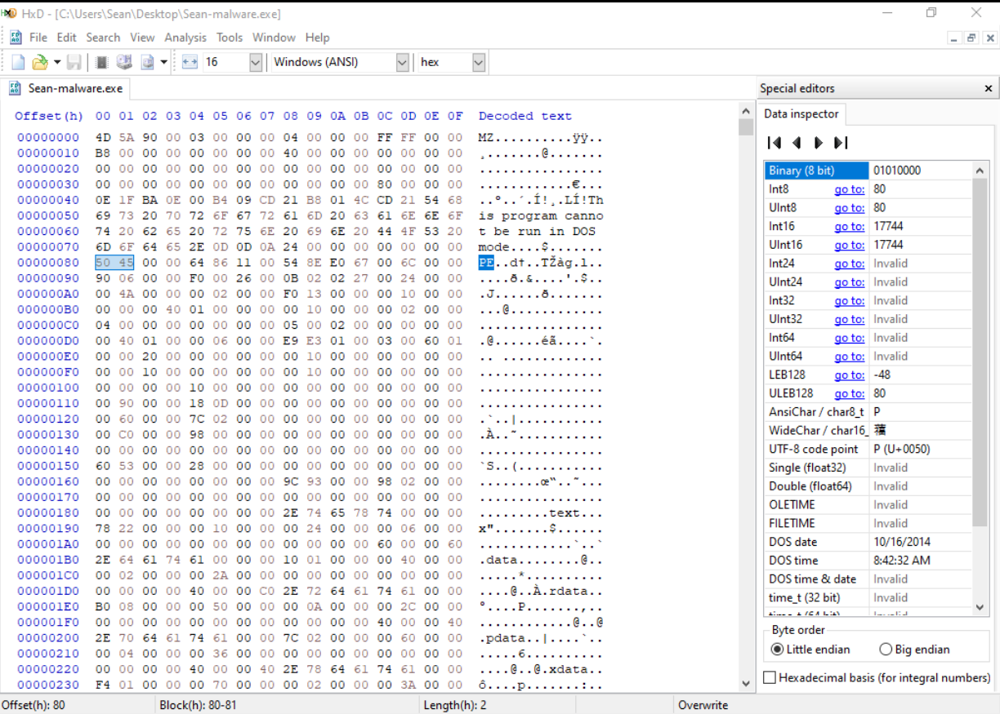 HxD - [C:\Users\Sean\Desktop\Sean-malware.exe]
File Edit Search View Analysis Tools Window Help
16 Windows (ANSI) hex
Sean-malware.exe
Offset(h) 00 01 02 03 04 05 06 07 08 09 0A 0B 0C 0D 0E 0F Decoded text
00000000 4D 5A 90 00 03 00 00 00 04 00 00 00 FF FF 00 00 MZ..........ÿÿ..
00000010 B8 00 00 00 00 00 00 00 40 00 00 00 00 00 00 00 ¸.......@.......
00000020 00 00 00 00 00 00 00 00 00 00 00 00 00 00 00 00 ................
00000030 00 00 00 00 00 00 00 00 00 00 00 00 80 00 00 00 ............€...
00000040 0E 1F BA 0E 00 B4 09 CD 21 B8 01 4C CD 21 54 68 ..º..´.Í!¸.LÍ!Th
00000050 69 73 20 70 72 6F 67 72 61 6D 20 63 61 6E 6E 6F is program canno
00000060 74 20 62 65 20 72 75 6E 20 69 6E 20 44 4F 53 20 t be run in DOS
00000070 6D 6F 64 65 2E 0D 0D 0A 24 00 00 00 00 00 00 00 mode....$.......
00000080 50 45 00 00 64 86 11 00 54 8E E0 67 00 6C 00 00 PE..d†..TŽàg.l..
00000090 90 06 00 00 F0 00 26 00 0B 02 02 27 00 24 00 00 ....ð.&....'.$..
000000A0 00 4A 00 00 00 02 00 00 F0 13 00 00 00 10 00 00 .J......ð.......
000000B0 00 00 00 40 01 00 00 00 00 10 00 00 00 02 00 00 ...@............
000000C0 04 00 00 00 00 00 00 00 05 00 02 00 00 00 00 00 ................
000000D0 00 40 01 00 00 06 00 00 E9 E3 01 00 03 00 60 01 .@......éã....`.
000000E0 00 00 20 00 00 00 00 00 00 10 00 00 00 00 00 00 .. .............
000000F0 00 00 10 00 00 00 00 00 00 10 00 00 00 00 00 00 ................
00000100 00 00 00 00 10 00 00 00 00 00 00 00 00 00 00 00 ................
00000110 00 90 00 00 18 0D 00 00 00 00 00 00 00 00 00 00 ................
00000120 00 60 00 00 7C 02 00 00 00 00 00 00 00 00 00 00 .`..|...........
00000130 00 C0 00 00 98 00 00 00 00 00 00 00 00 00 00 00 .À..˜...........
00000140 00 00 00 00 00 00 00 00 00 00 00 00 00 00 00 00 ................
00000150 60 53 00 00 28 00 00 00 00 00 00 00 00 00 00 00 `S..(...........
00000160 00 00 00 00 00 00 00 00 9C 93 00 00 98 02 00 00 ........œ“..˜...
00000170 00 00 00 00 00 00 00 00 00 00 00 00 00 00 00 00 ................
00000180 00 00 00 00 00 00 00 00 2E 74 65 78 74 00 00 00 .........text...
00000190 78 22 00 00 00 10 00 00 00 24 00 00 00 06 00 00 x".......$......
000001A0 00 00 00 00 00 00 00 00 00 00 00 00 60 00 00 60 ............`..`
000001B0 2E 64 61 74 61 00 00 00 10 01 00 00 00 40 00 00 .data........@..
000001C0 00 02 00 00 00 2A 00 00 00 00 00 00 00 00 00 00 .....*..........
000001D0 00 00 00 00 40 00 00 C0 2E 72 64 61 74 61 00 00 ....@..À.rdata..
000001E0 B0 08 00 00 00 50 00 00 00 0A 00 00 00 2C 00 00 °....P.......,..
000001F0 00 00 00 00 00 00 00 00 00 00 00 00 40 00 00 40 ............@..@
00000200 2E 70 64 61 74 61 00 00 7C 02 00 00 00 60 00 00 .pdata..|....`..
00000210 00 04 00 00 00 36 00 00 00 00 00 00 00 00 00 00 .....6..........
00000220 00 00 00 00 40 00 00 40 2E 78 64 61 74 61 00 00 ....@..@.xdata..
00000230 F4 01 00 00 00 70 00 00 00 02 00 00 00 3A 00 00 ô....p.......:..
Special editors
Data inspector
Binary (8 bit) 01010000
Int8 go to: 80
UInt8 go to: 80
Int16 go to: 17744
UInt16 go to: 17744
Int24 go to: Invalid
UInt24 go to: Invalid
Int32 go to: Invalid
UInt32 go to: Invalid
Int64 go to: Invalid
UInt64 go to: Invalid
LEB128 go to: -48
ULEB128 go to: 80
AnsiChar / char8_t P
WideChar / char16_
UTF-8 code point P (U+0050)
Single (float32) Invalid
Double (float64) Invalid
OLETIME Invalid
FILETIME Invalid
DOS date 10/16/2014
DOS time 8:42:32 AM
DOS time & date Invalid
time_t (32 bit) Invalid
Byte order
Little endian Big endian
Hexadecimal basis (for integral numbers)
Offset(h): 80 Block(h): 80-81 Length(h): 2 Overwrite